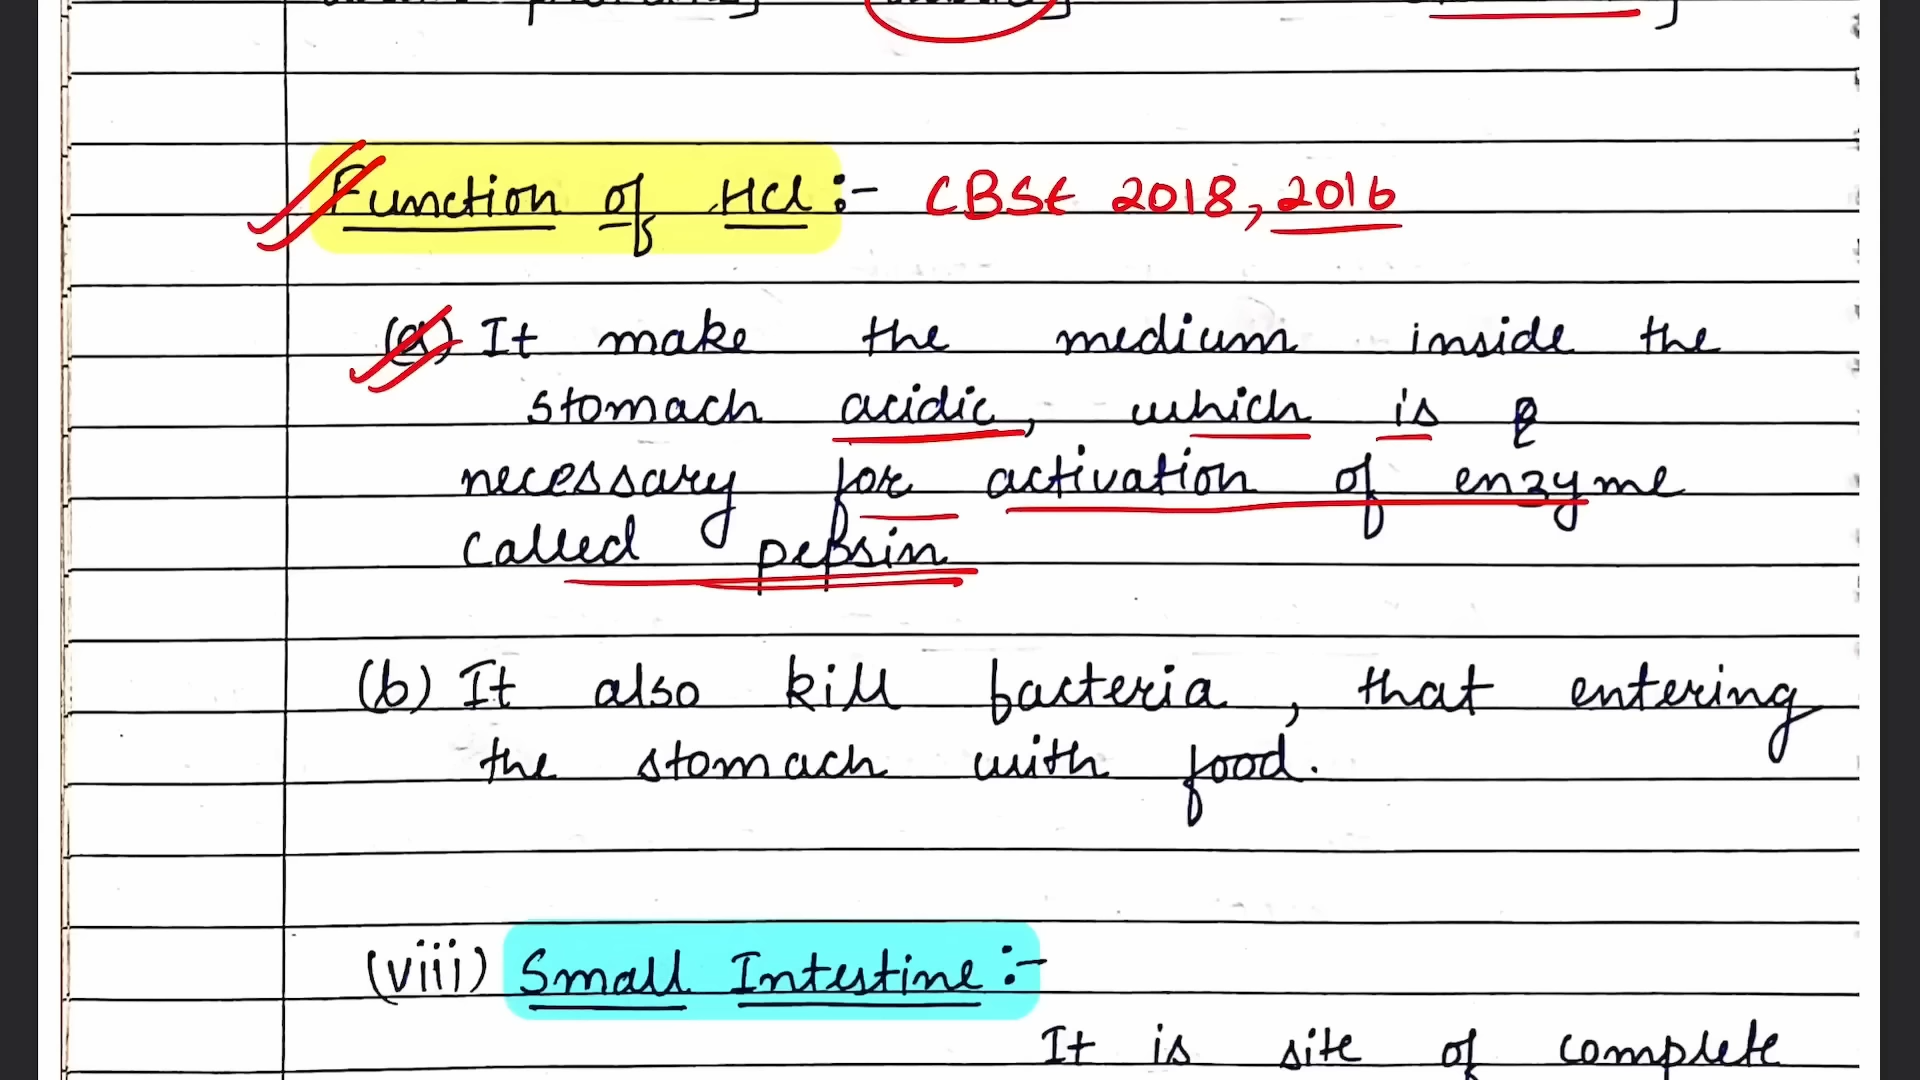 Function of HCl :- CBSE 2018, 2016
(a) It make the medium inside the
stomach acidic, which is
necessary for activation of enzyme
called pepsin
(b) It also kill bacteria, that entering
the stomach with food.
(viii) Small Intestine :-
It is site of complete